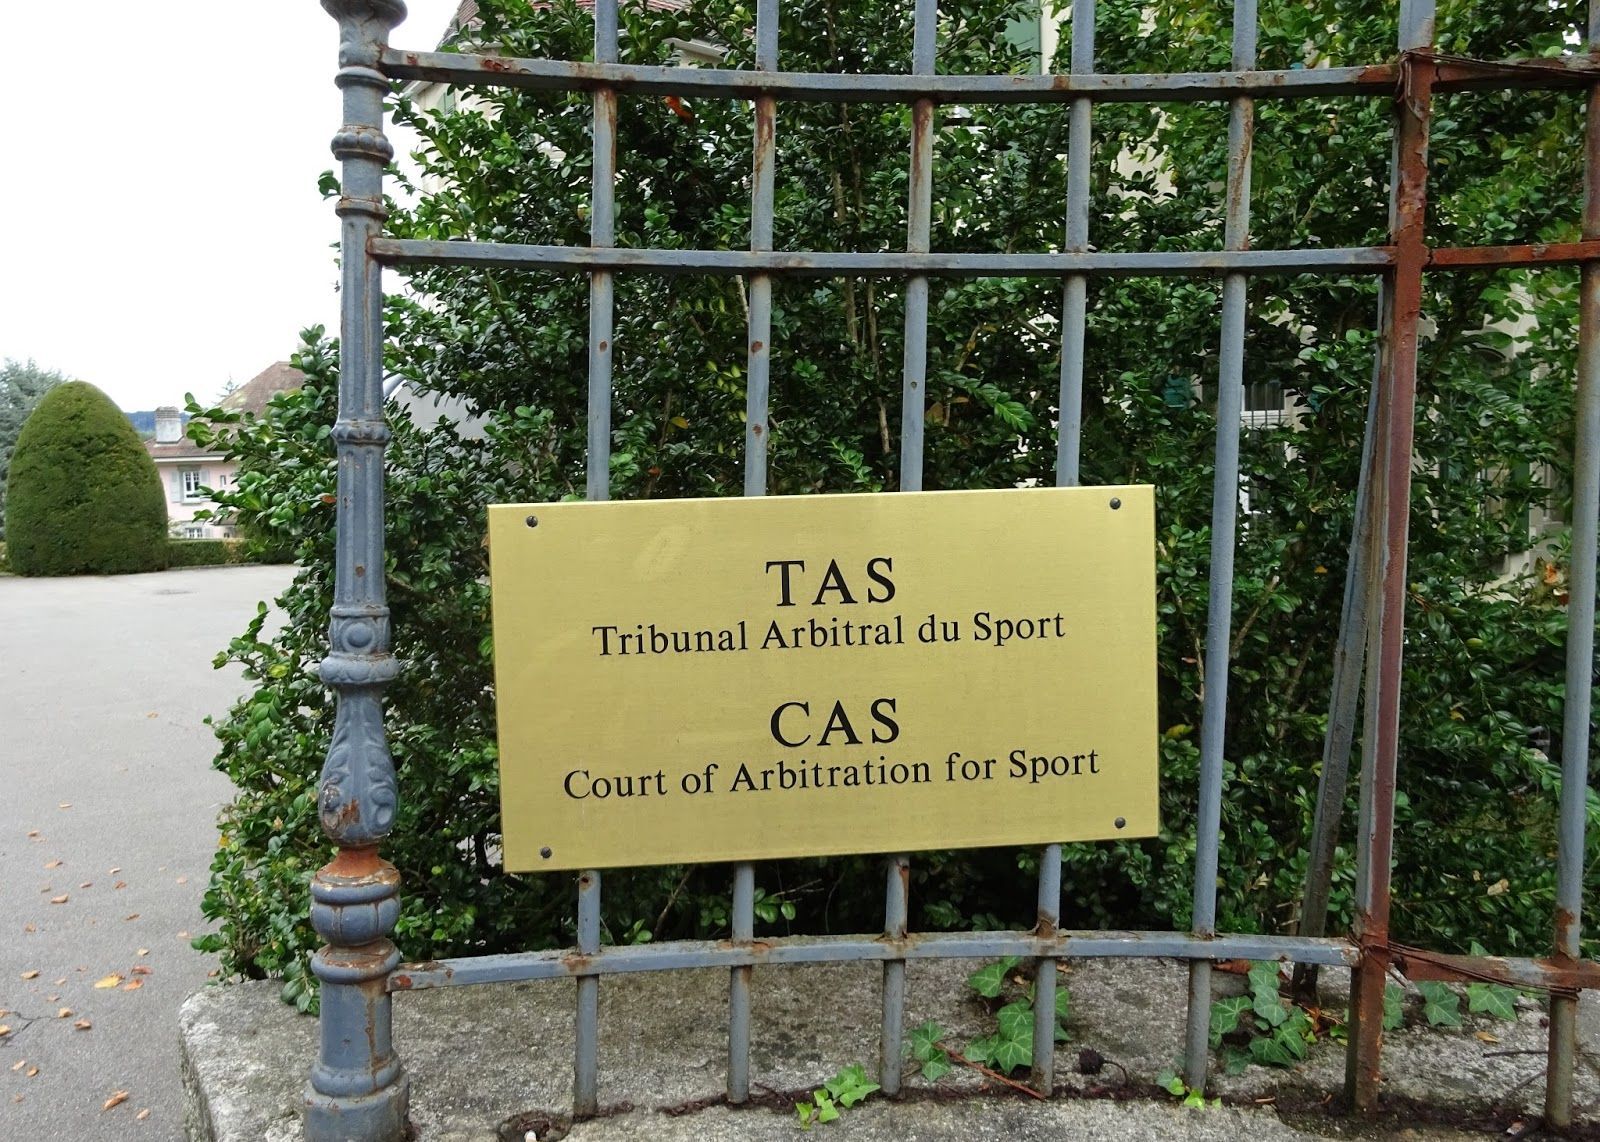 TAS
Tribunal Arbitral du Sport
CAS
Court of Arbitration for Sport